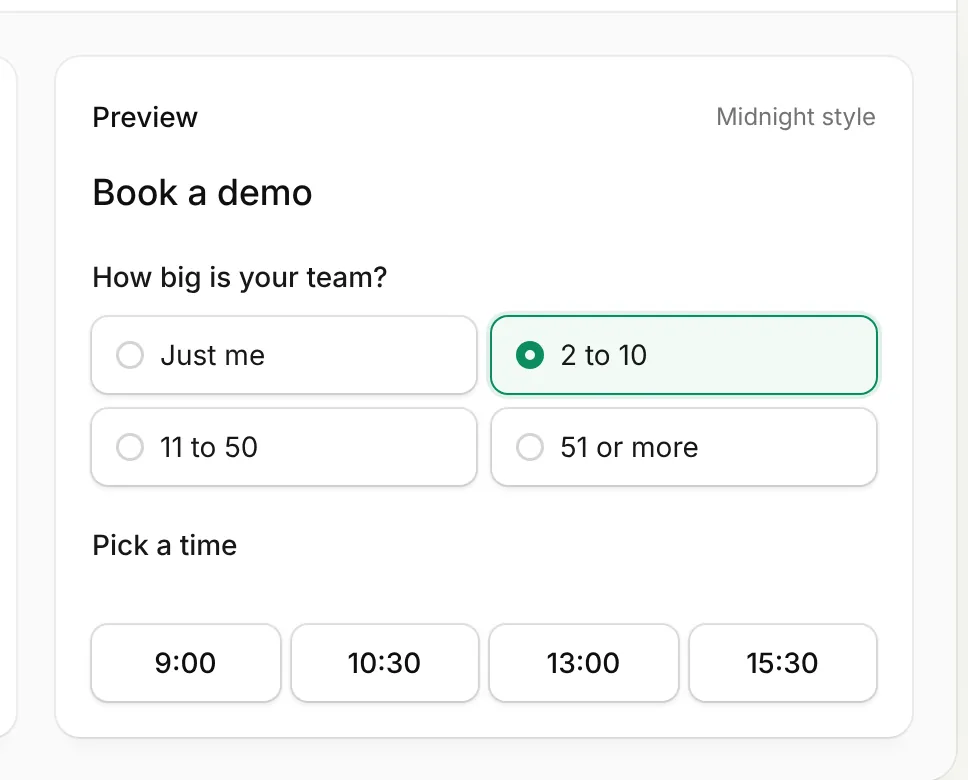 Preview
Midnight style
Book a demo
How big is your team?
Just me
2 to 10
11 to 50
51 or more
Pick a time
9:00
10:30
13:00
15:30